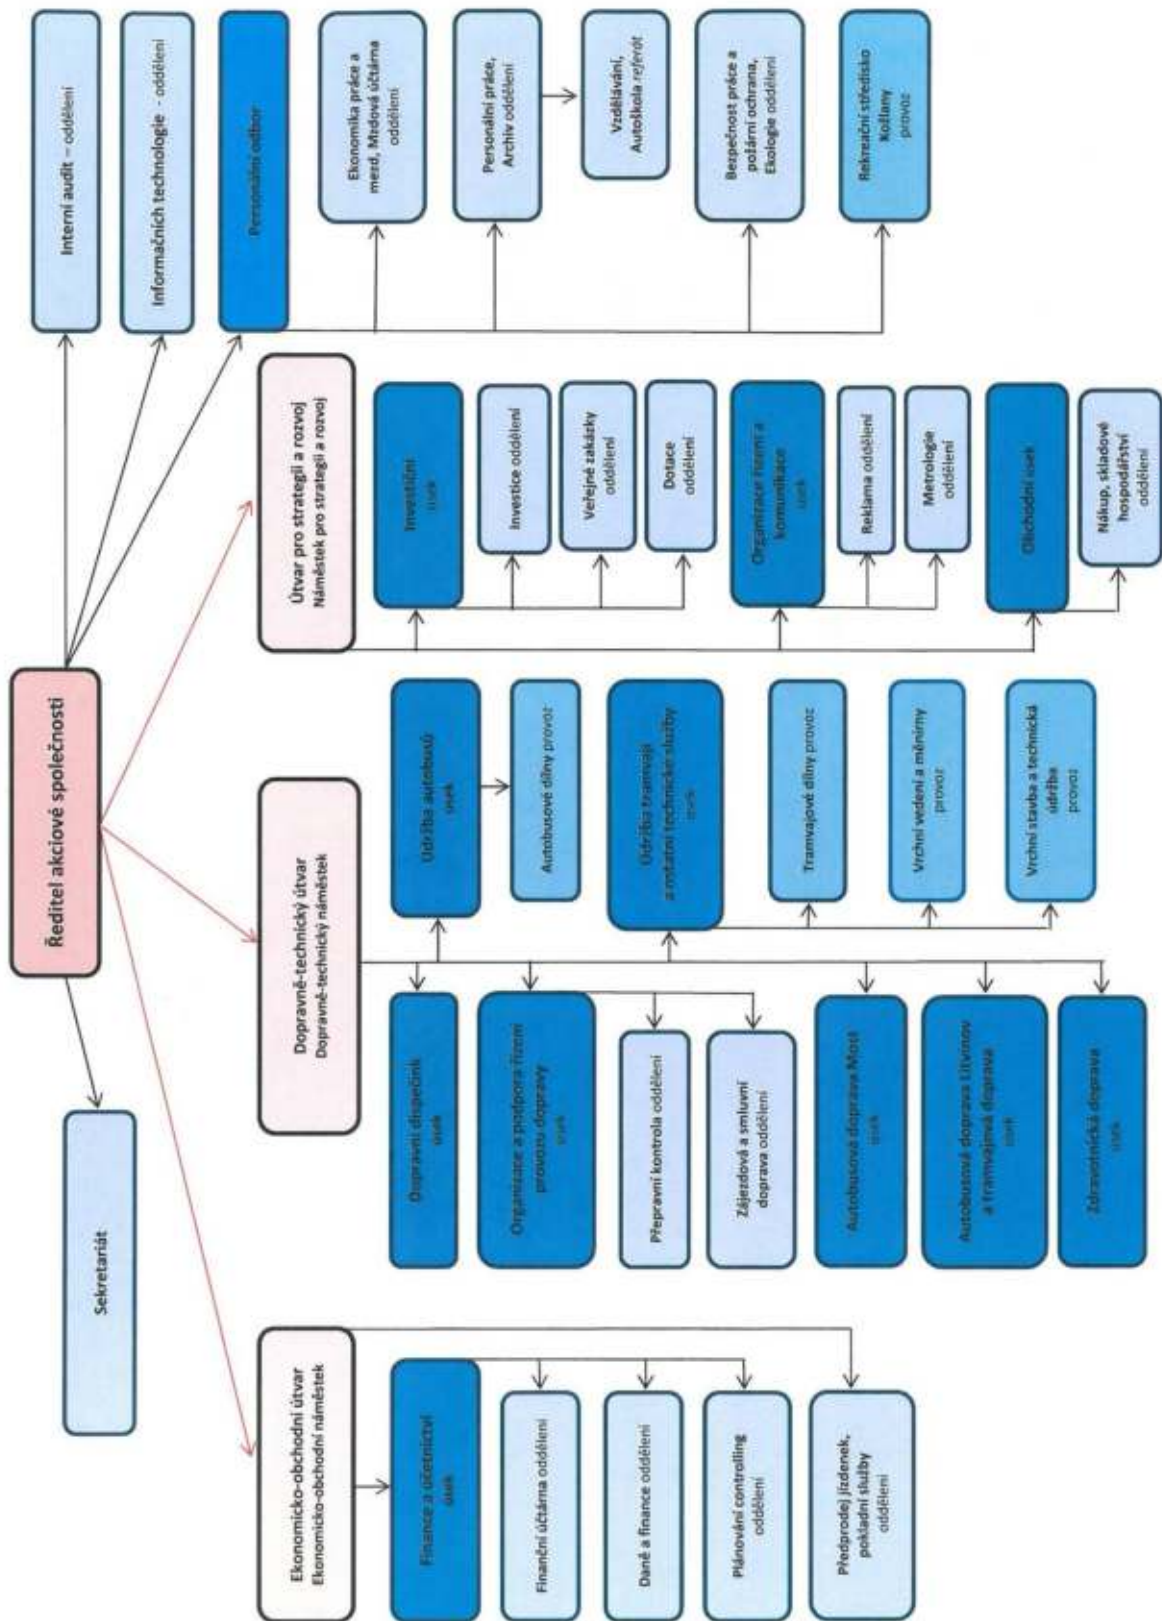 Ředitel akciové společnosti
Sekretariát
Interní audit – oddělení
Informačních technologie - oddělení
Personální odbor
Ekonomika práce a
mezd, Mzdová účtárna
oddělení
Personální práce,
Archiv oddělení
Vzdělávání,
Autoškola referát
Bezpečnost práce a
požární ochrana,
Ekologie oddělení
Rekreační středisko
Kožlany
provoz
Ekonomicko-obchodní útvar
Ekonomicko-obchodní náměstek
Finance a účetnictví
úsek
Finanční účtárna oddělení
Daně a finance oddělení
Plánování controlling
oddělení
Předprodej jízdenek,
pokladní služby
oddělení
Dopravně-technický útvar
Dopravně-technický náměstek
Dopravní dispečink
úsek
Organizace a podpora řízení
provozu dopravy
úsek
Přepravní kontrola oddělení
Zájezdová a smluvní
doprava oddělení
Autobusová doprava Most
úsek
Autobusová doprava Litvínov
a tramvajová doprava
úsek
Zdravotnická doprava
úsek
Údržba autobusů
úsek
Autobusové dílny provoz
Údržba tramvají
a ostatní technické služby
úsek
Tramvajové dílny provoz
Vrchní vedení a měnírny
provoz
Vrchní stavba a technická
údržba
provoz
Útvar pro strategii a rozvoj
Náměstek pro strategii a rozvoj
Investiční
úsek
Investice oddělení
Veřejné zakázky
oddělení
Dotace
oddělení
Organizace řízení a
komunikace
úsek
Reklama oddělení
Metrologie
oddělení
Obchodní úsek
Nákup, skladové
hospodářství
oddělení